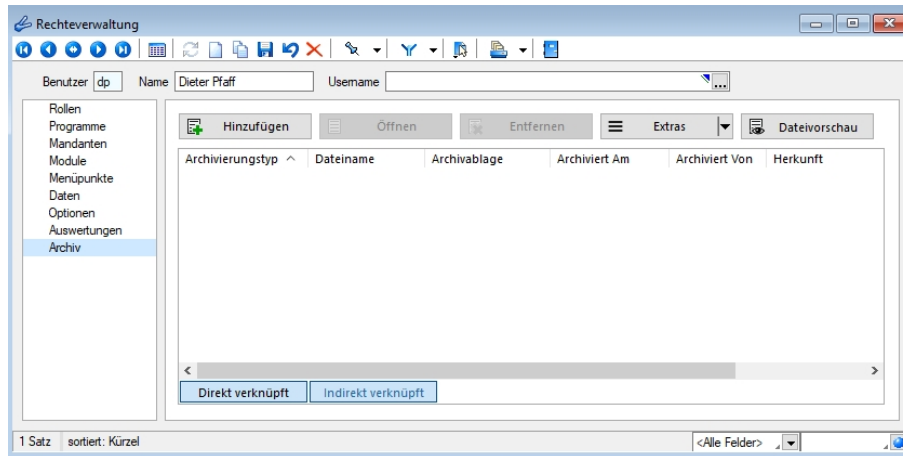 Rechteverwaltung
Benutzer dp Name Dieter Pfaff Username ...
Rollen
Programme
Mandanten
Module
Menüpunkte
Daten
Optionen
Auswertungen
Archiv
Hinzufügen Öffnen Entfernen Extras Dateivorschau
Archivierungstyp Dateiname Archivablage Archiviert Am Archiviert Von Herkunft
Direkt verknüpft Indirekt verknüpft
1 Satz sortiert: Kürzel <Alle Felder>